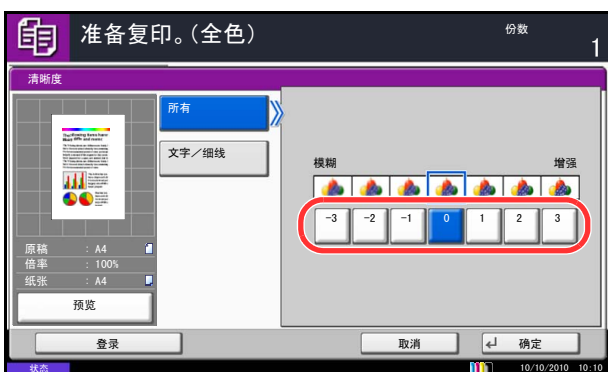 准备复印。(全色)
份数
1
清晰度
所有
文字／细线
模糊
增强
-3 -2 -1 0 1 2 3
原稿 : A4
倍率 : 100%
纸张 : A4
预览
登录
取消
确定
状态
10/10/2010 10:10